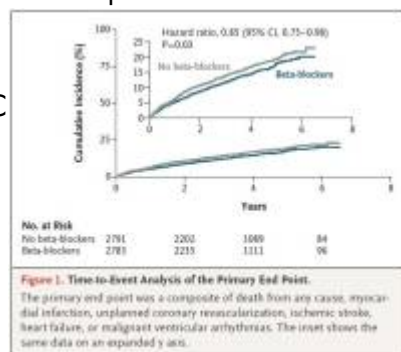 C
100
75
50
25
0
Cumulative Incidence (%)
25
20
15
10
5
0
Hazard ratio, 0.85 (95% CI, 0.75–0.98)
P=0.03
No beta-blockers
Beta-blockers
0 2 4 6 8
0 2 4 6 8
Years
No. at Risk
No beta-blockers 2791 2202 1069 84
Beta-blockers 2783 2235 1111 96
Figure 1. Time-to-Event Analysis of the Primary End Point.
The primary end point was a composite of death from any cause, myocar-
dial infarction, unplanned coronary revascularization, ischemic stroke,
heart failure, or malignant ventricular arrhythmias. The inset shows the
same data on an expanded y axis.